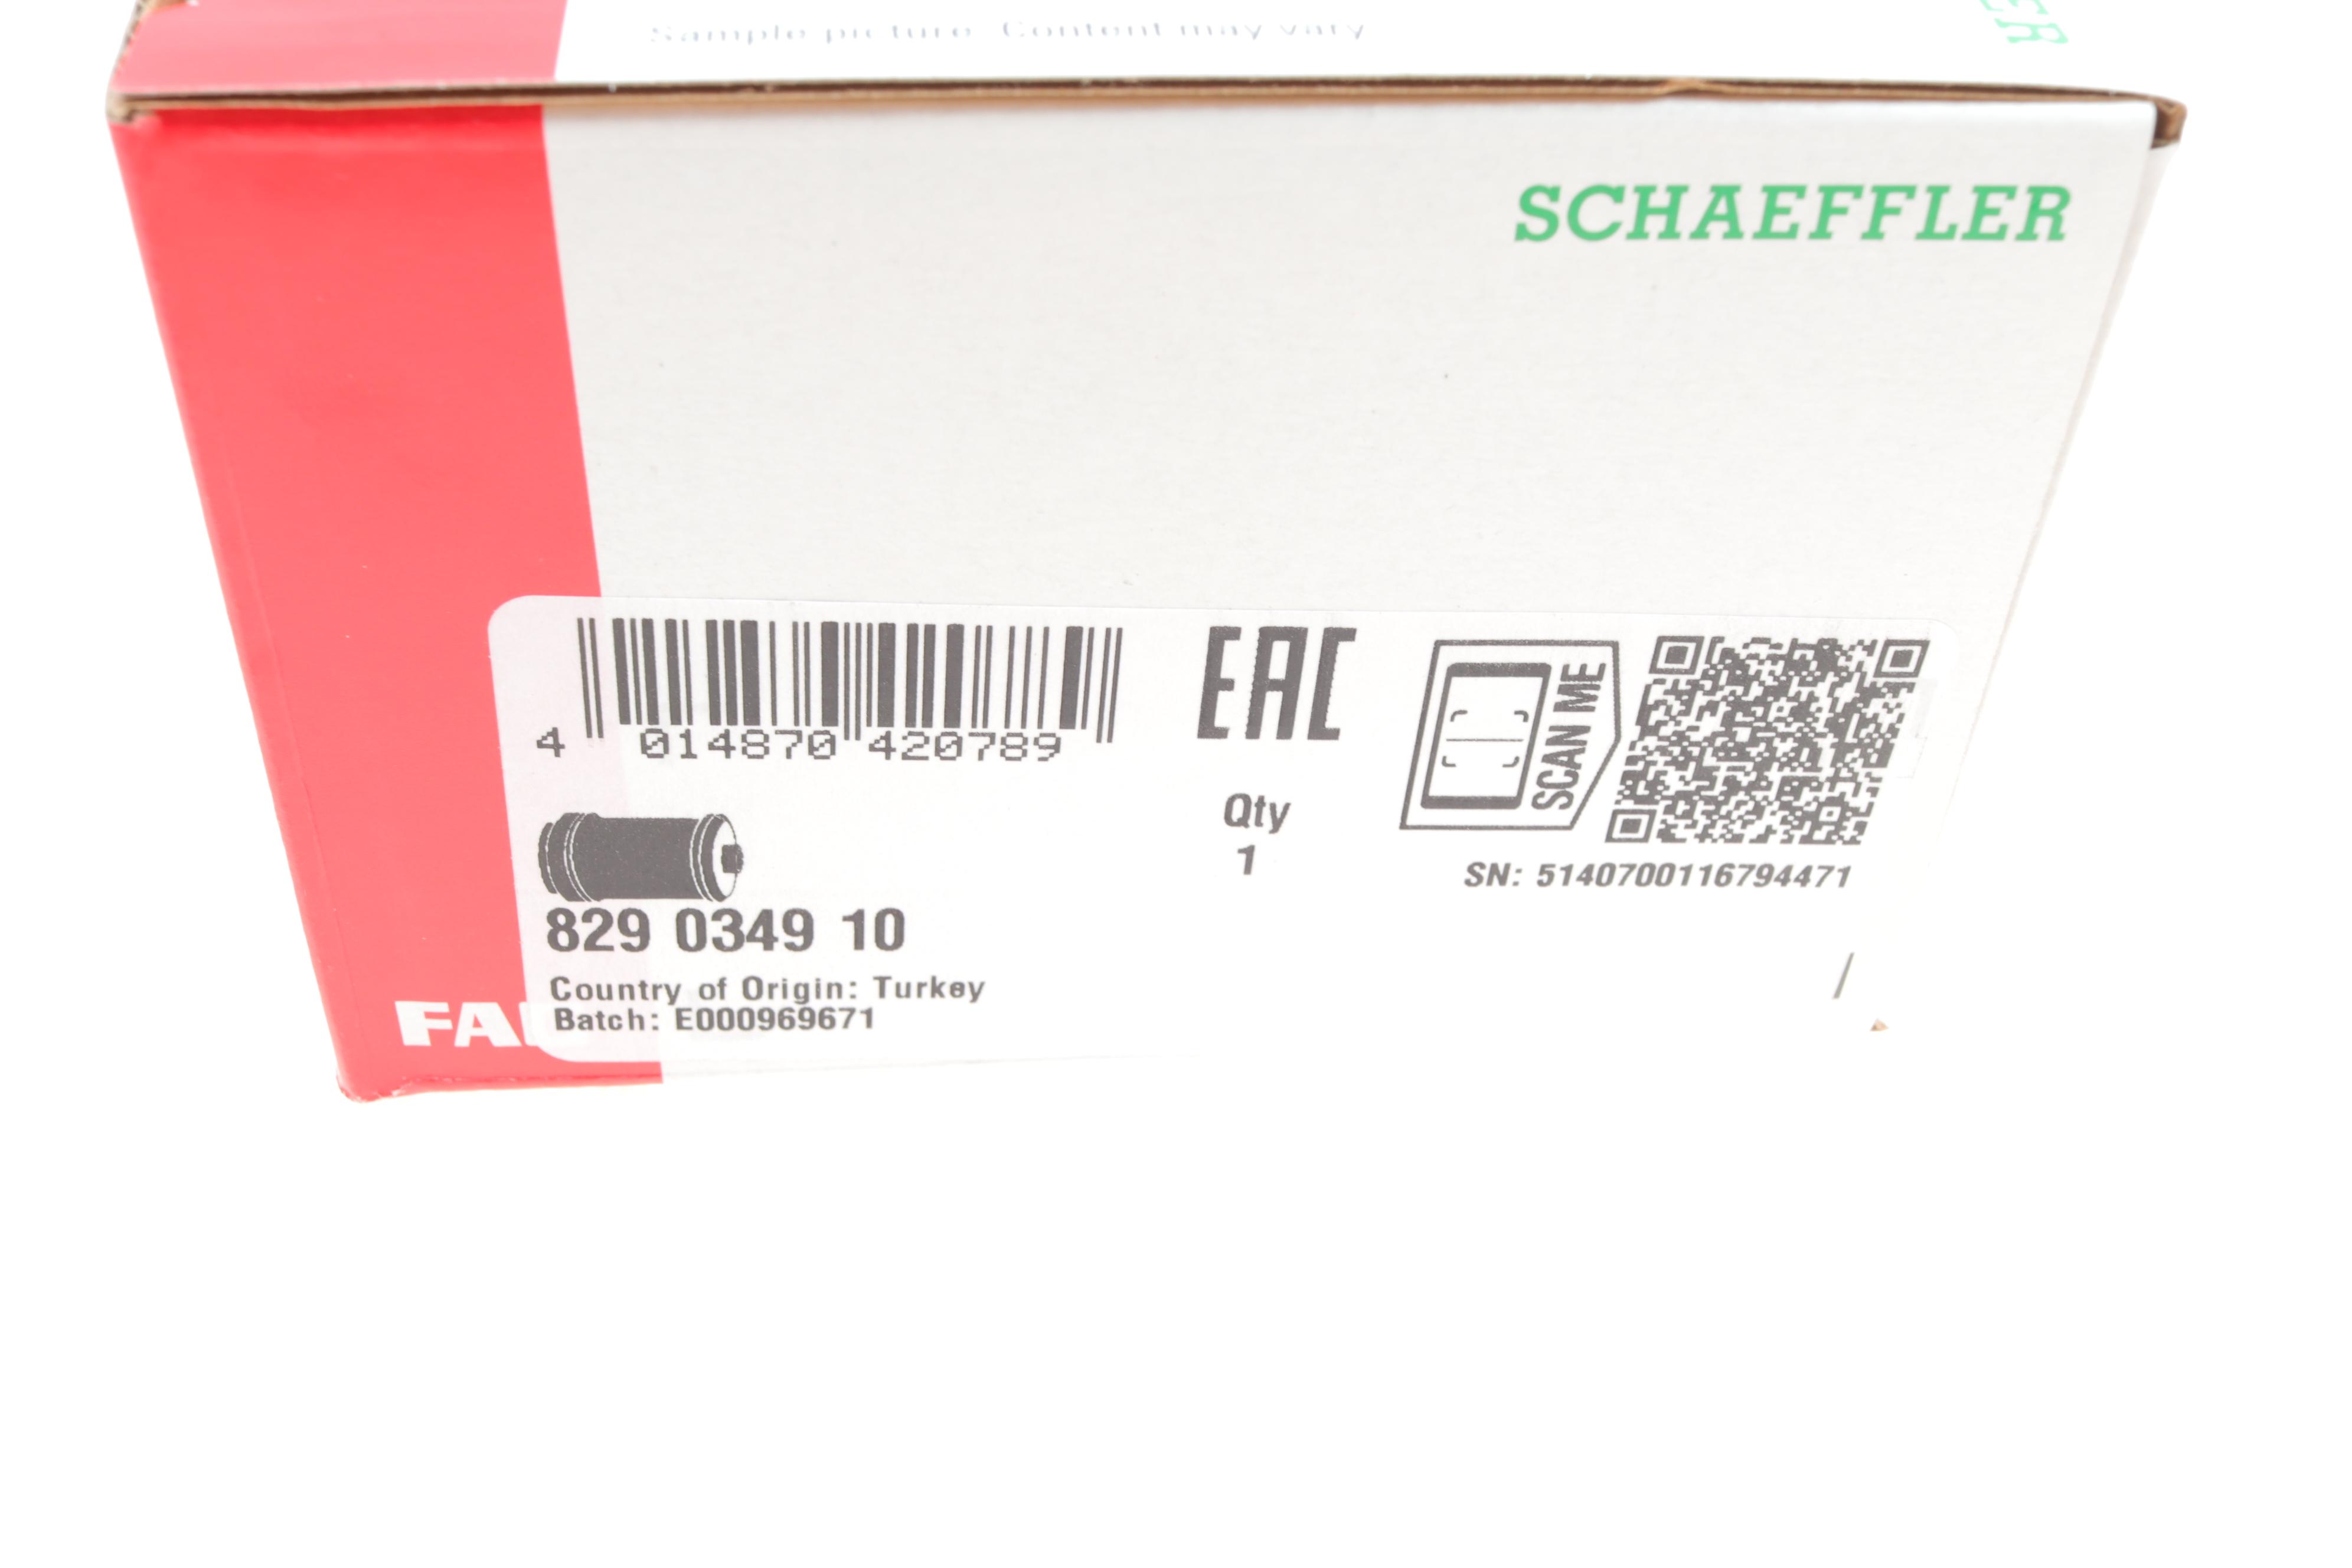 Sample picture. Content may vary
SCHAEFFLER
4 014870 420789
EAC
SCAN ME
Qty
1
SN: 5140700116794471
829 0349 10
Country of Origin: Turkey
Batch: E000969671
/